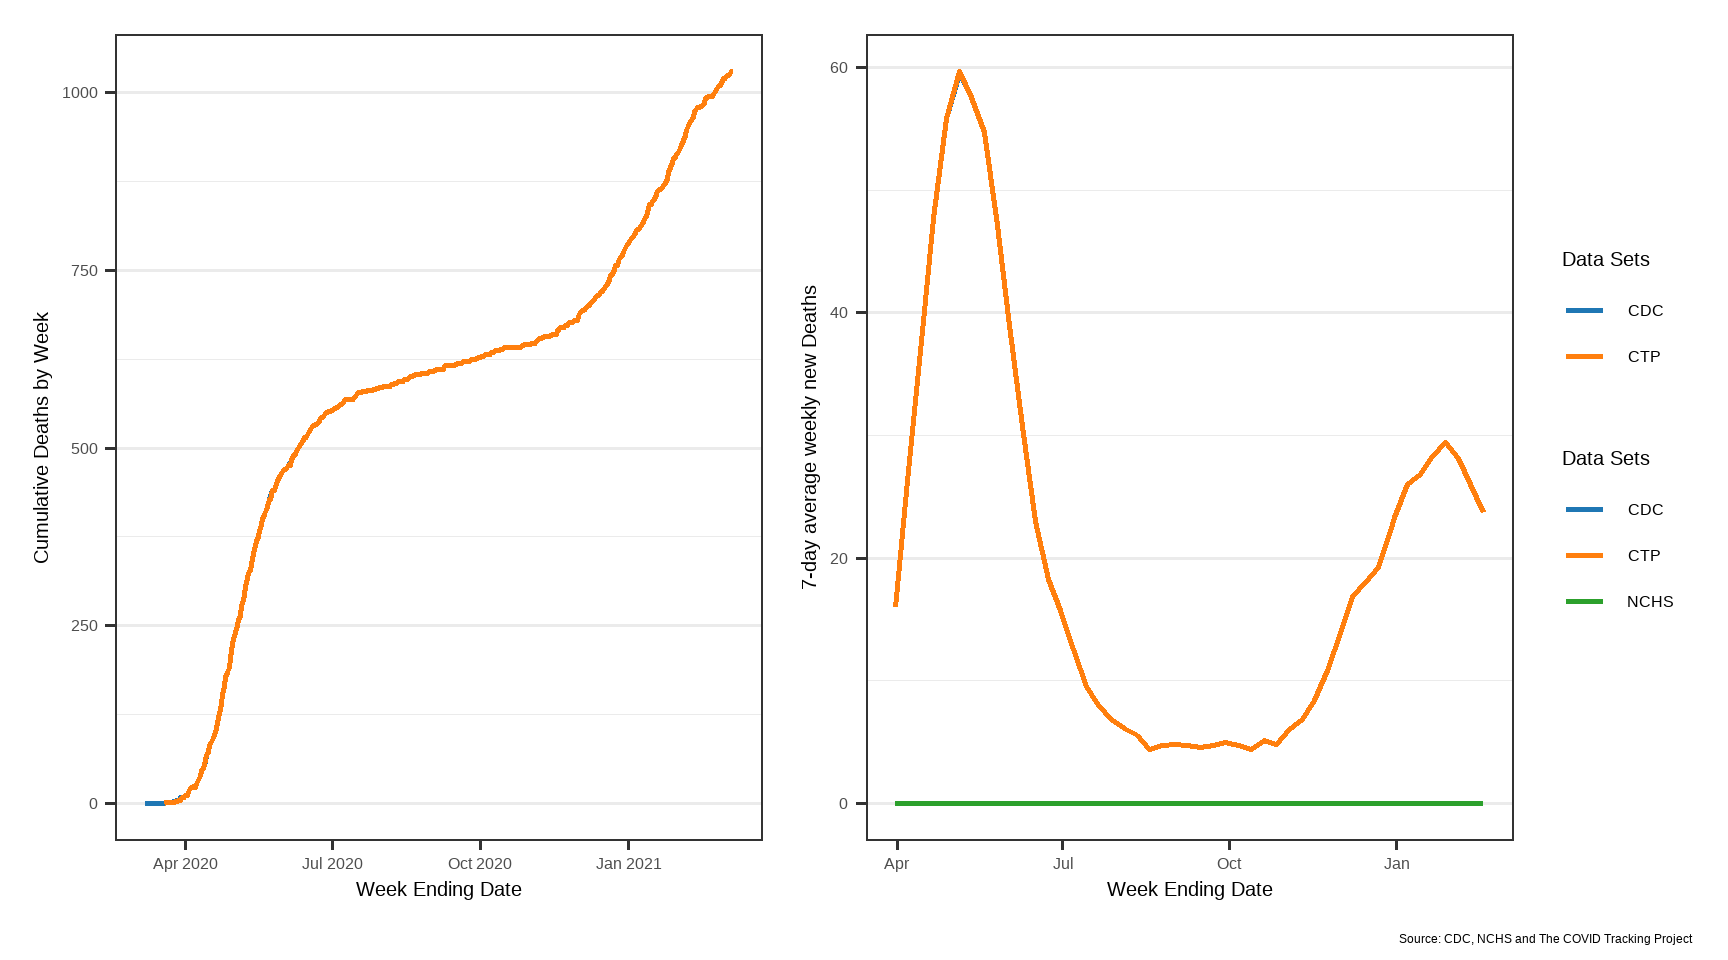 Cumulative Deaths by Week
1000
750
500
250
0
Apr 2020 Jul 2020 Oct 2020 Jan 2021
Week Ending Date
7-day average weekly new Deaths
60
40
20
0
Apr Jul Oct Jan
Week Ending Date
Data Sets
CDC
CTP
Data Sets
CDC
CTP
NCHS
Source: CDC, NCHS and The COVID Tracking Project